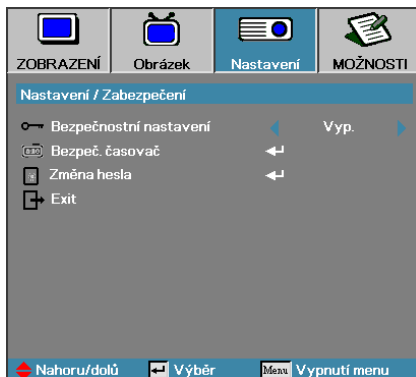 ZOBRAZENÍ Obrázek Nastavení MOŽNOSTI
Nastavení / Zabezpečení
Bezpečnostní nastavení Vyp.
Bezpeč. časovač
Změna hesla
Exit
Nahoru/dolů Výběr Menu Vypnutí menu